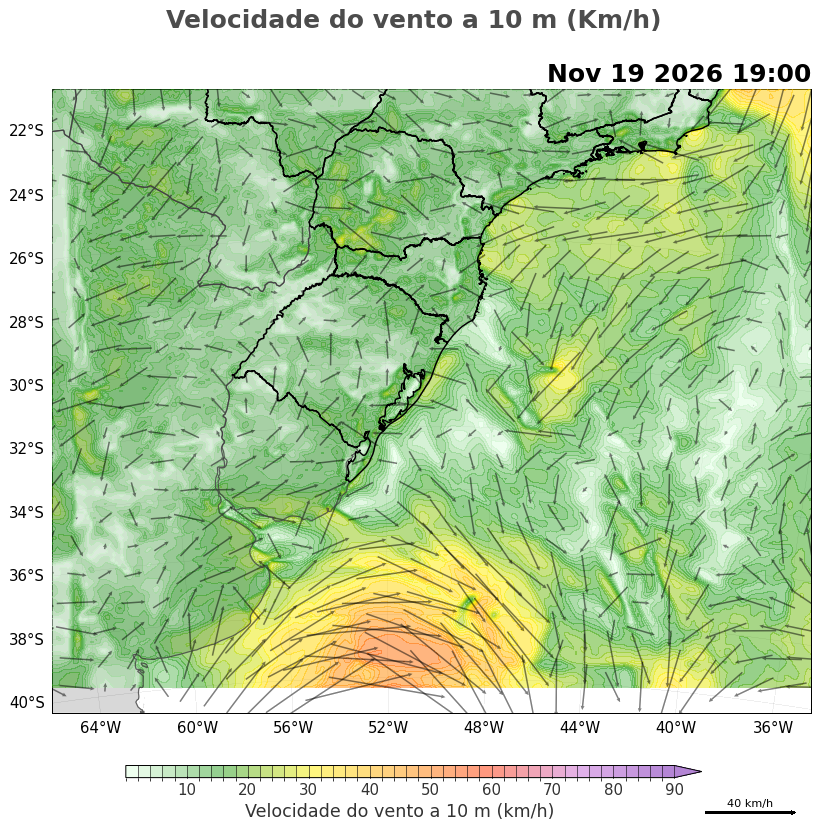 Velocidade do vento a 10 m (Km/h)
Nov 19 2026 19:00
22°S
24°S
26°S
28°S
30°S
32°S
34°S
36°S
38°S
40°S
64°W 60°W 56°W 52°W 48°W 44°W 40°W 36°W
10 20 30 40 50 60 70 80 90
Velocidade do vento a 10 m (km/h)
40 km/h